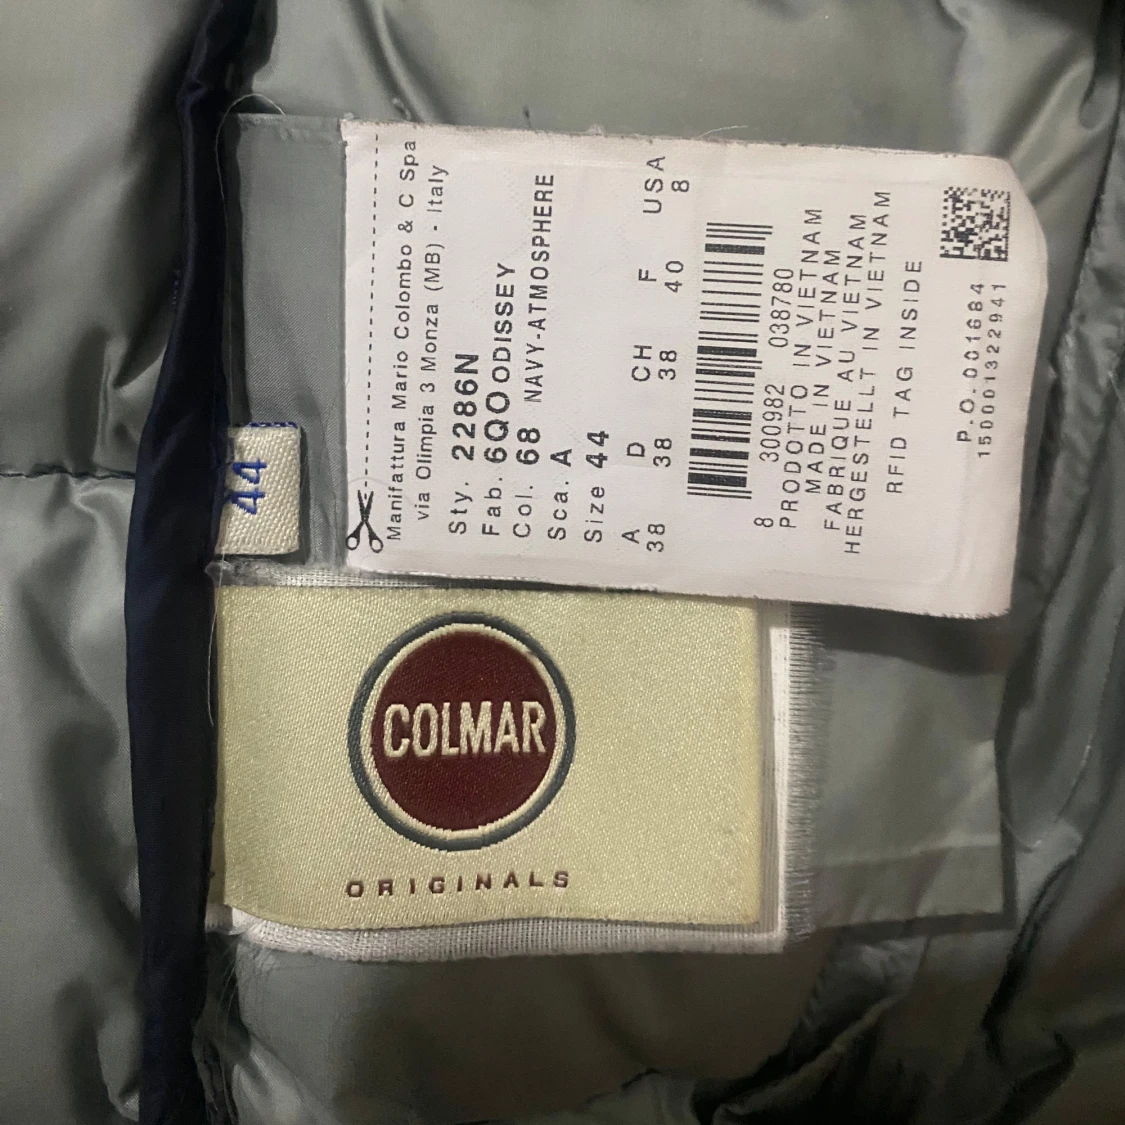 Manifattura Mario Colombo & C Spa
via Olimpia 3 Monza (MB) - Italy
Sty. 2286N
Fab. 6QO ODISSEY
Col. 68 NAVY-ATMOSPHERE
Sca. A
Size 44
A D CH F USA
38 38 38 40 8
8 300982 038780
PRODOTTO IN VIETNAM
MADE IN VIETNAM
FABRIQUE AU VIETNAM
HERGESTELLT IN VIETNAM
RFID TAG INSIDE
P.O. 001684
150001322941
44
COLMAR
ORIGINALS